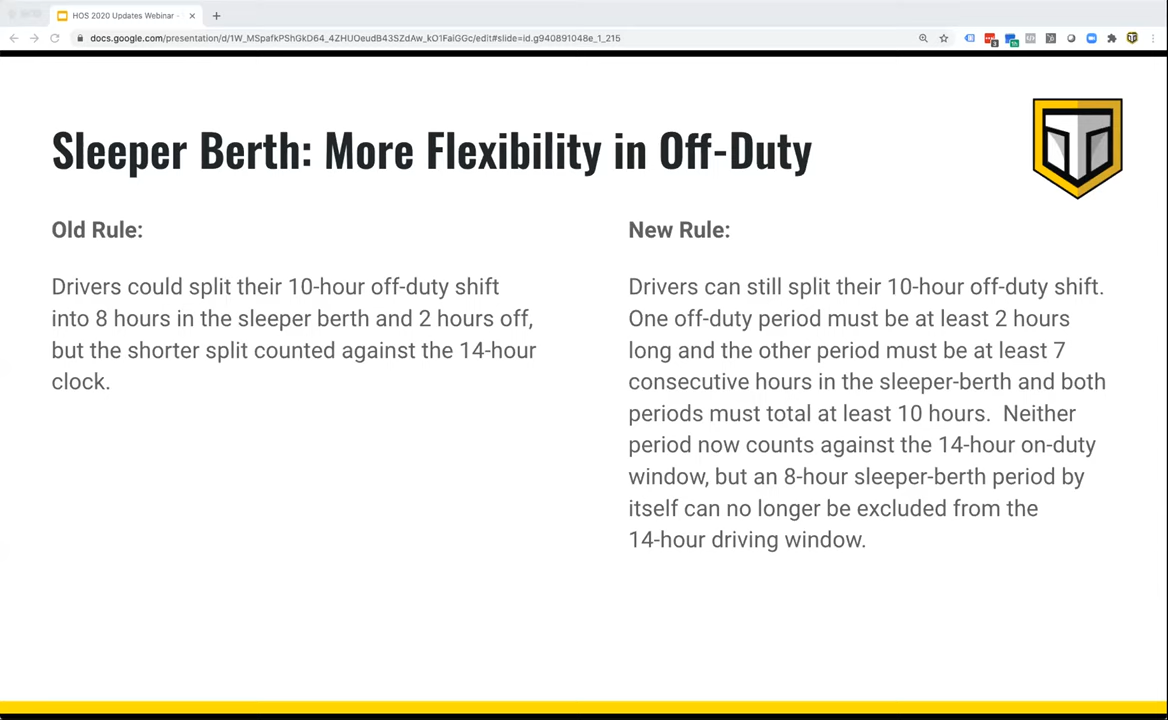 HOS 2020 Updates Webinar -
docs.google.com/presentation/d/1W_MSpafkPShGkD64_4ZHUOeudB43SZdAw_kO1FaiGGc/edit#slide=id.g940891048e_1_215
Sleeper Berth: More Flexibility in Off-Duty
Old Rule:
Drivers could split their 10-hour off-duty shift
into 8 hours in the sleeper berth and 2 hours off,
but the shorter split counted against the 14-hour
clock.
New Rule:
Drivers can still split their 10-hour off-duty shift.
One off-duty period must be at least 2 hours
long and the other period must be at least 7
consecutive hours in the sleeper-berth and both
periods must total at least 10 hours.  Neither
period now counts against the 14-hour on-duty
window, but an 8-hour sleeper-berth period by
itself can no longer be excluded from the
14-hour driving window.